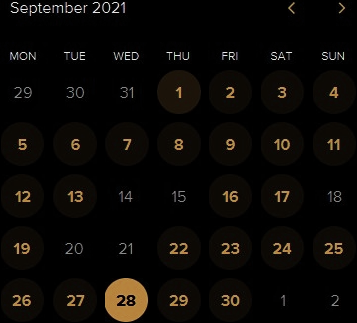 September 2021
MON TUE WED THU FRI SAT SUN
29 30 31 1 2 3 4
5 6 7 8 9 10 11
12 13 14 15 16 17 18
19 20 21 22 23 24 25
26 27 28 29 30 1 2